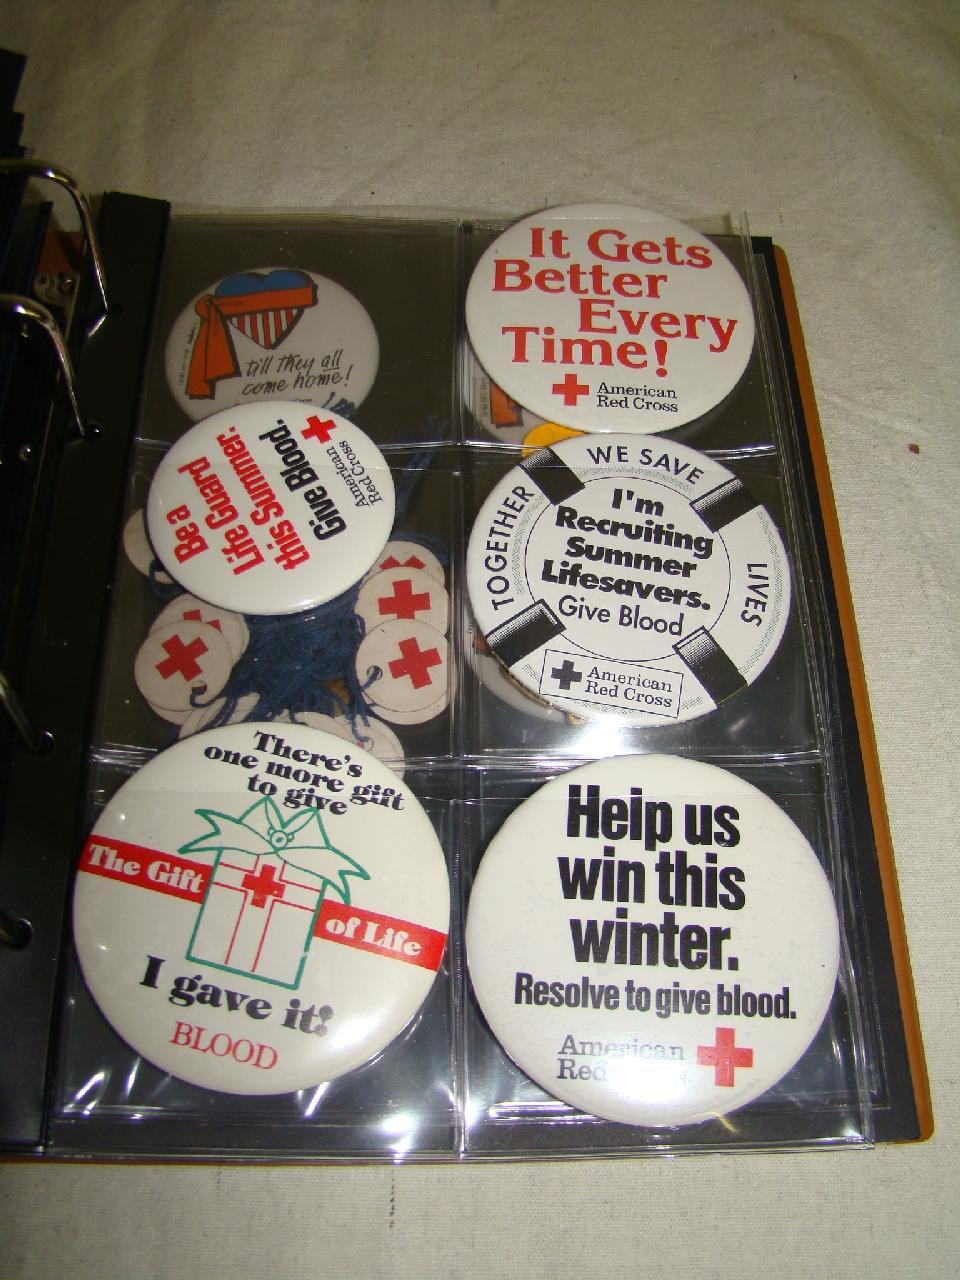 till they all
come home!
It Gets
Better
Every
Time!
American
Red Cross
Be a
Life Guard
this Summer.
Give Blood.
American
Red Cross
TOGETHER
WE SAVE
LIVES
I'm
Recruiting
Summer
Lifesavers.
Give Blood
American
Red Cross
There's
one more gift
to give
The Gift
of Life
I gave it!
BLOOD
Help us
win this
winter.
Resolve to give blood.
American
Red